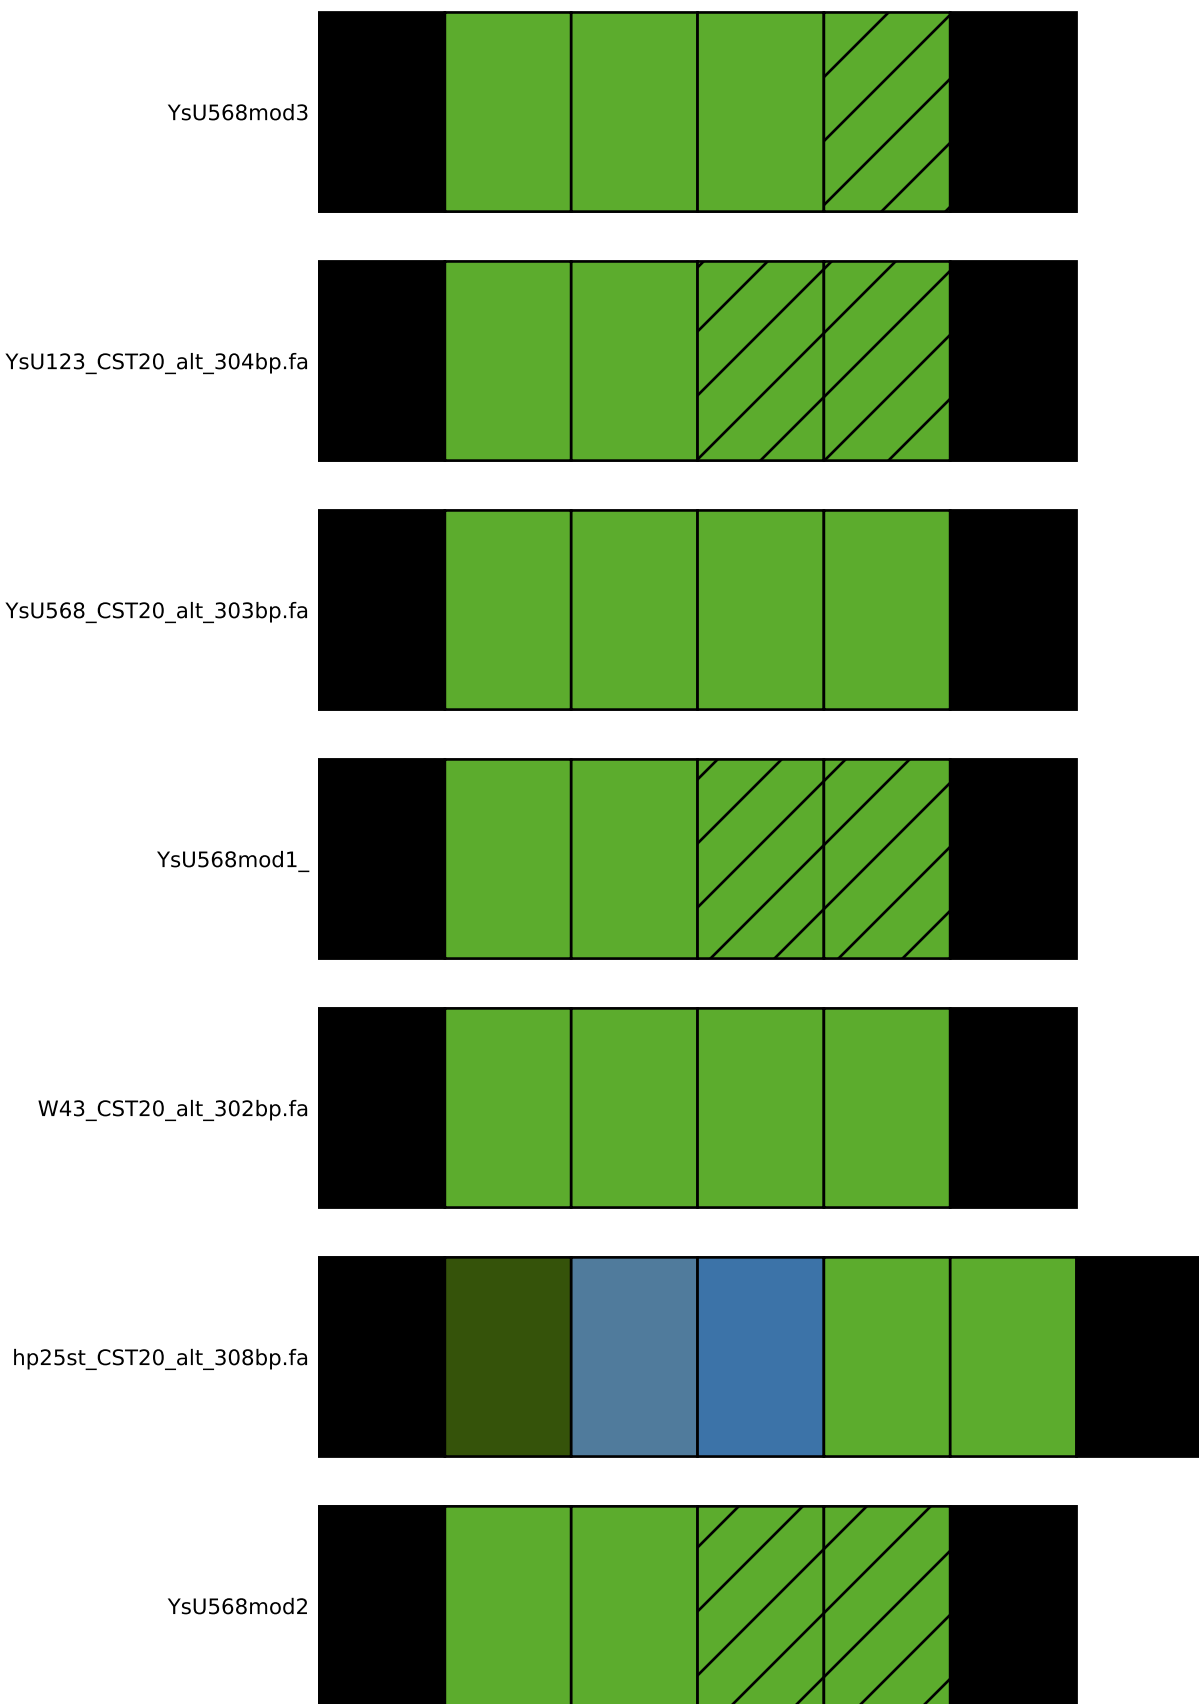 YsU568mod3
YsU123_CST20_alt_304bp.fa
YsU568_CST20_alt_303bp.fa
YsU568mod1_
W43_CST20_alt_302bp.fa
hp25st_CST20_alt_308bp.fa
YsU568mod2